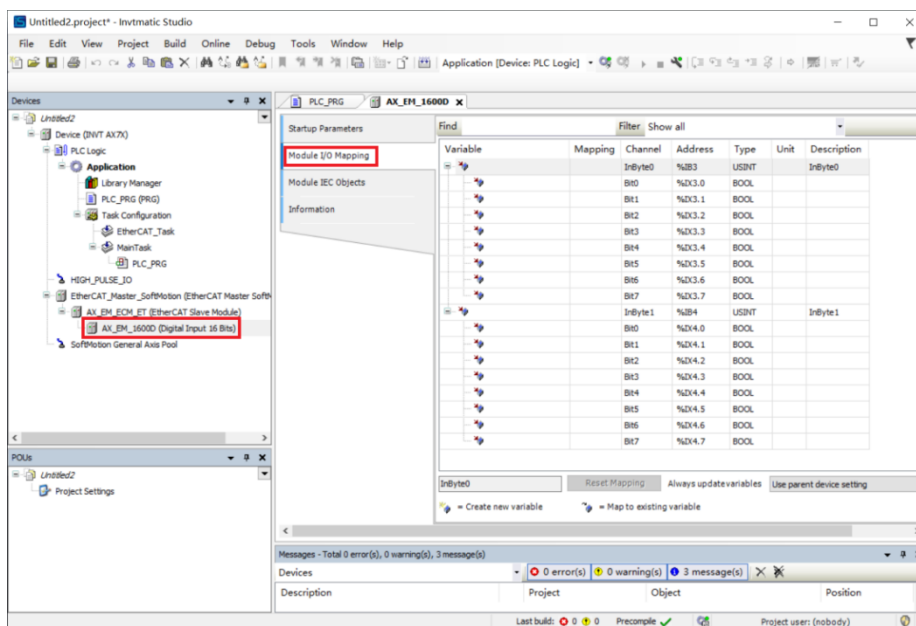 Untitled2.project* - Invtmatic Studio
File Edit View Project Build Online Debug Tools Window Help
Application [Device: PLC Logic]
Devices
Untitled2
Device (INVT AX7X)
PLC Logic
Application
Library Manager
PLC_PRG (PRG)
Task Configuration
EtherCAT_Task
MainTask
PLC_PRG
HIGH_PULSE_IO
EtherCAT_Master_SoftMotion (EtherCAT Master Soft
AX_EM_ECM_ET (EtherCAT Slave Module)
AX_EM_1600D (Digital Input 16 Bits)
SoftMotion General Axis Pool
POUs
Untitled2
Project Settings
PLC_PRG AX_EM_1600D
Startup Parameters
Module I/O Mapping
Module IEC Objects
Information
Find Filter Show all
Variable Mapping Channel Address Type Unit Description
InByte0 %IB3 USINT InByte0
Bit0 %IX3.0 BOOL
Bit1 %IX3.1 BOOL
Bit2 %IX3.2 BOOL
Bit3 %IX3.3 BOOL
Bit4 %IX3.4 BOOL
Bit5 %IX3.5 BOOL
Bit6 %IX3.6 BOOL
Bit7 %IX3.7 BOOL
InByte1 %IB4 USINT InByte1
Bit0 %IX4.0 BOOL
Bit1 %IX4.1 BOOL
Bit2 %IX4.2 BOOL
Bit3 %IX4.3 BOOL
Bit4 %IX4.4 BOOL
Bit5 %IX4.5 BOOL
Bit6 %IX4.6 BOOL
Bit7 %IX4.7 BOOL
InByte0 Reset Mapping Always update variables Use parent device setting
= Create new variable = Map to existing variable
Messages - Total 0 error(s), 0 warning(s), 3 message(s)
Devices 0 error(s) 0 warning(s) 3 message(s)
Description Project Object Position
Last build: 0 0 Precompile Project user: (nobody)